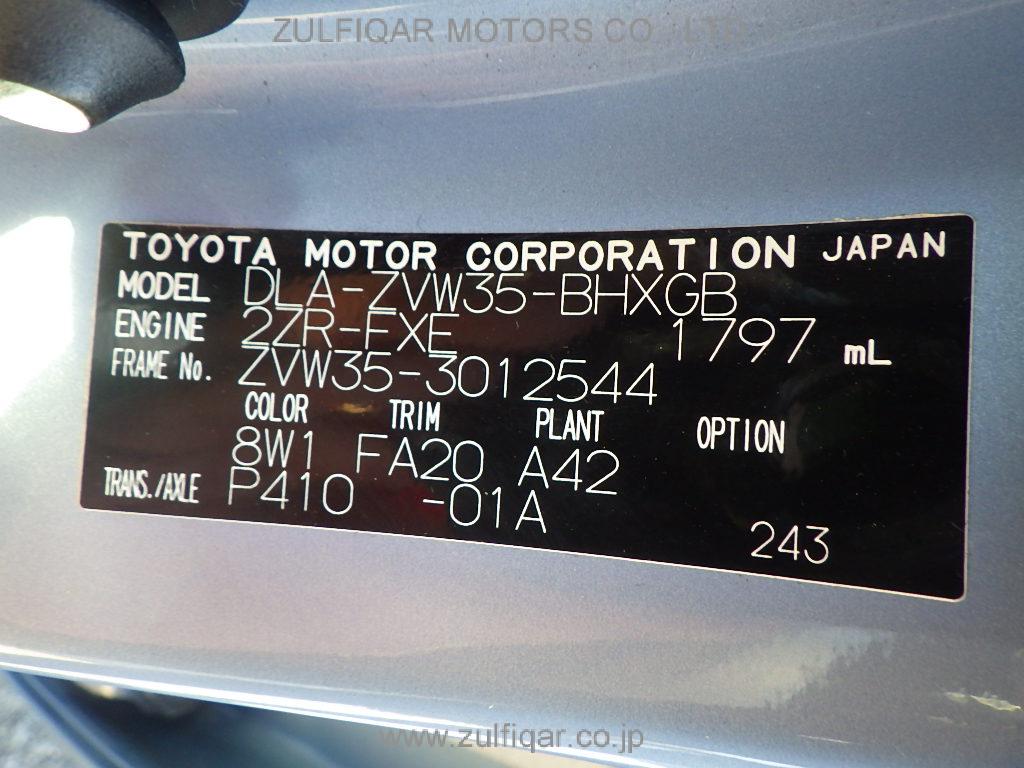 ZULFIQAR MOTORS CO. LTD.
TOYOTA MOTOR CORPORATION JAPAN
MODEL DLA-ZVW35-BHXGB
ENGINE 2ZR-FXE 1797 mL
FRAME No. ZVW35-3012544
COLOR TRIM PLANT OPTION
8W1 FA20 A42
TRANS./AXLE P410 -01A
243
www.zulfiqar.co.jp